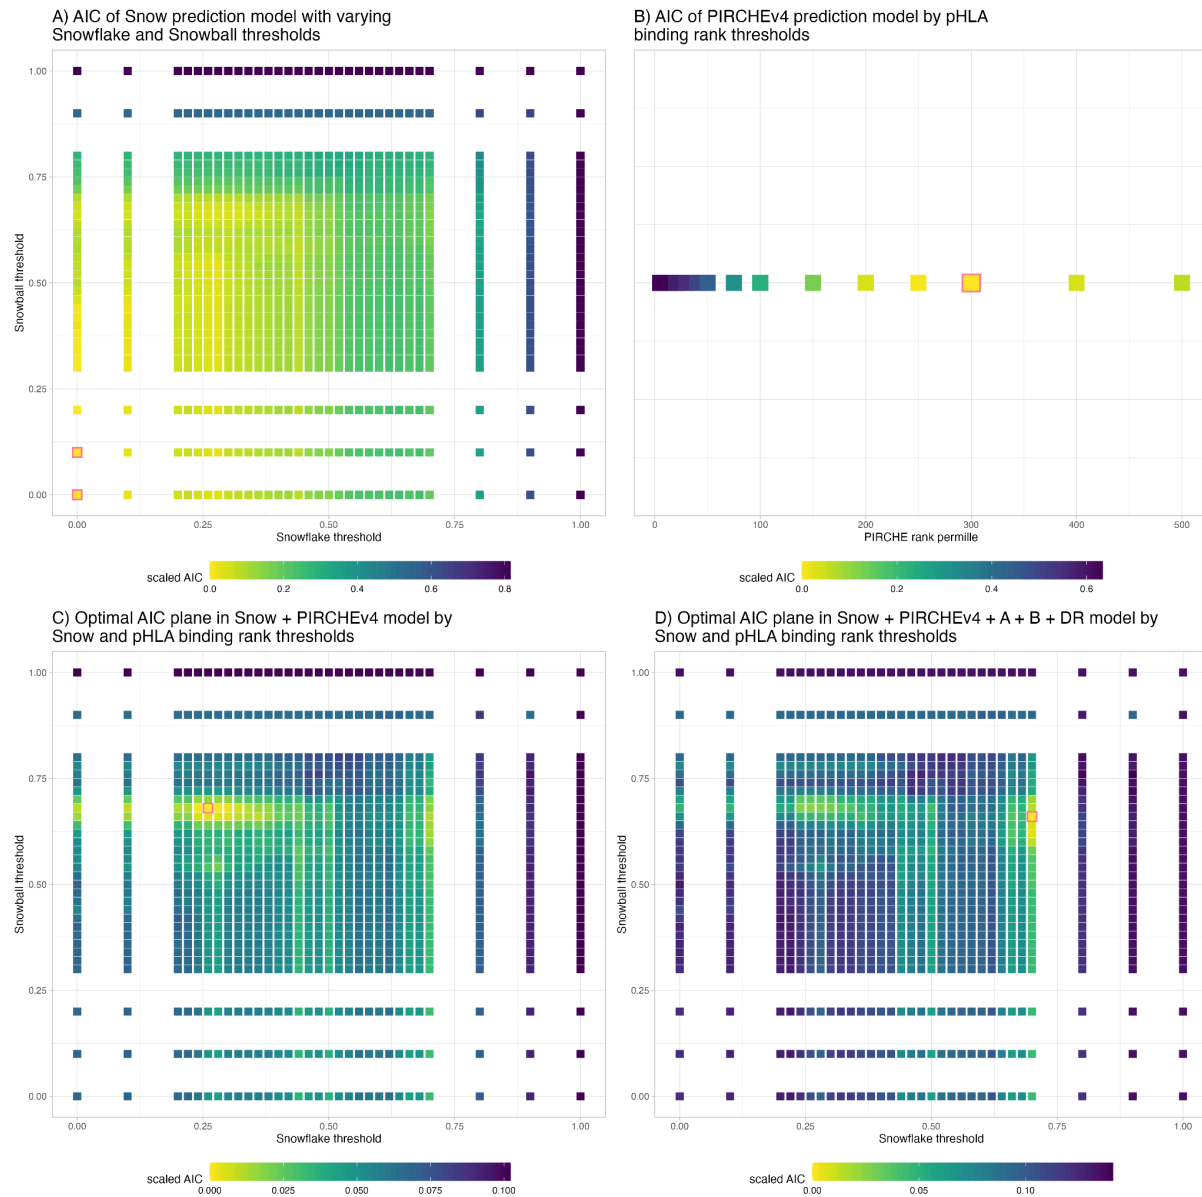 A) AIC of Snow prediction model with varying
Snowflake and Snowball thresholds
1.00
0.75
0.50
0.25
0.00
Snowball threshold
0.00 0.25 0.50 0.75 1.00
Snowflake threshold
scaled AIC
0.0 0.2 0.4 0.6 0.8
B) AIC of PIRCHEv4 prediction model by pHLA
binding rank thresholds
0 100 200 300 400 500
PIRCHE rank permille
scaled AIC
0.0 0.2 0.4 0.6
C) Optimal AIC plane in Snow + PIRCHEv4 model by
Snow and pHLA binding rank thresholds
1.00
0.75
0.50
0.25
0.00
Snowball threshold
0.00 0.25 0.50 0.75 1.00
Snowflake threshold
scaled AIC
0.000 0.025 0.050 0.075 0.100
D) Optimal AIC plane in Snow + PIRCHEv4 + A + B + DR model by
Snow and pHLA binding rank thresholds
1.00
0.75
0.50
0.25
0.00
Snowball threshold
0.00 0.25 0.50 0.75 1.00
Snowflake threshold
scaled AIC
0.00 0.05 0.10